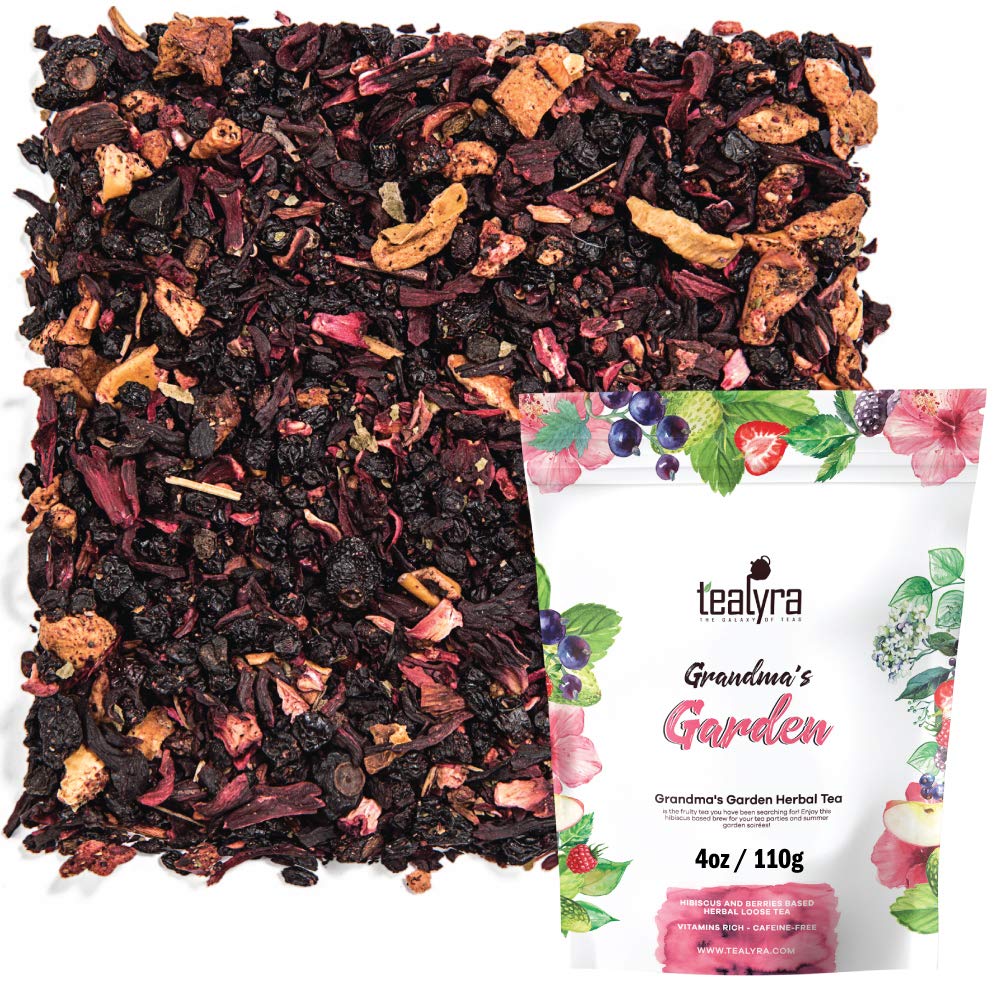 tealyra
THE GALAXY OF TEAS
Grandma's
Garden
Grandma's Garden Herbal Tea
is the fruity tea you have been searching for! Enjoy this
hibiscus based brew for your tea parties and summer
garden soirées!
4oz / 110g
HIBISCUS AND BERRIES BASED
HERBAL LOOSE TEA
VITAMINS RICH - CAFEINE-FREE
WWW.TEALYRA.COM